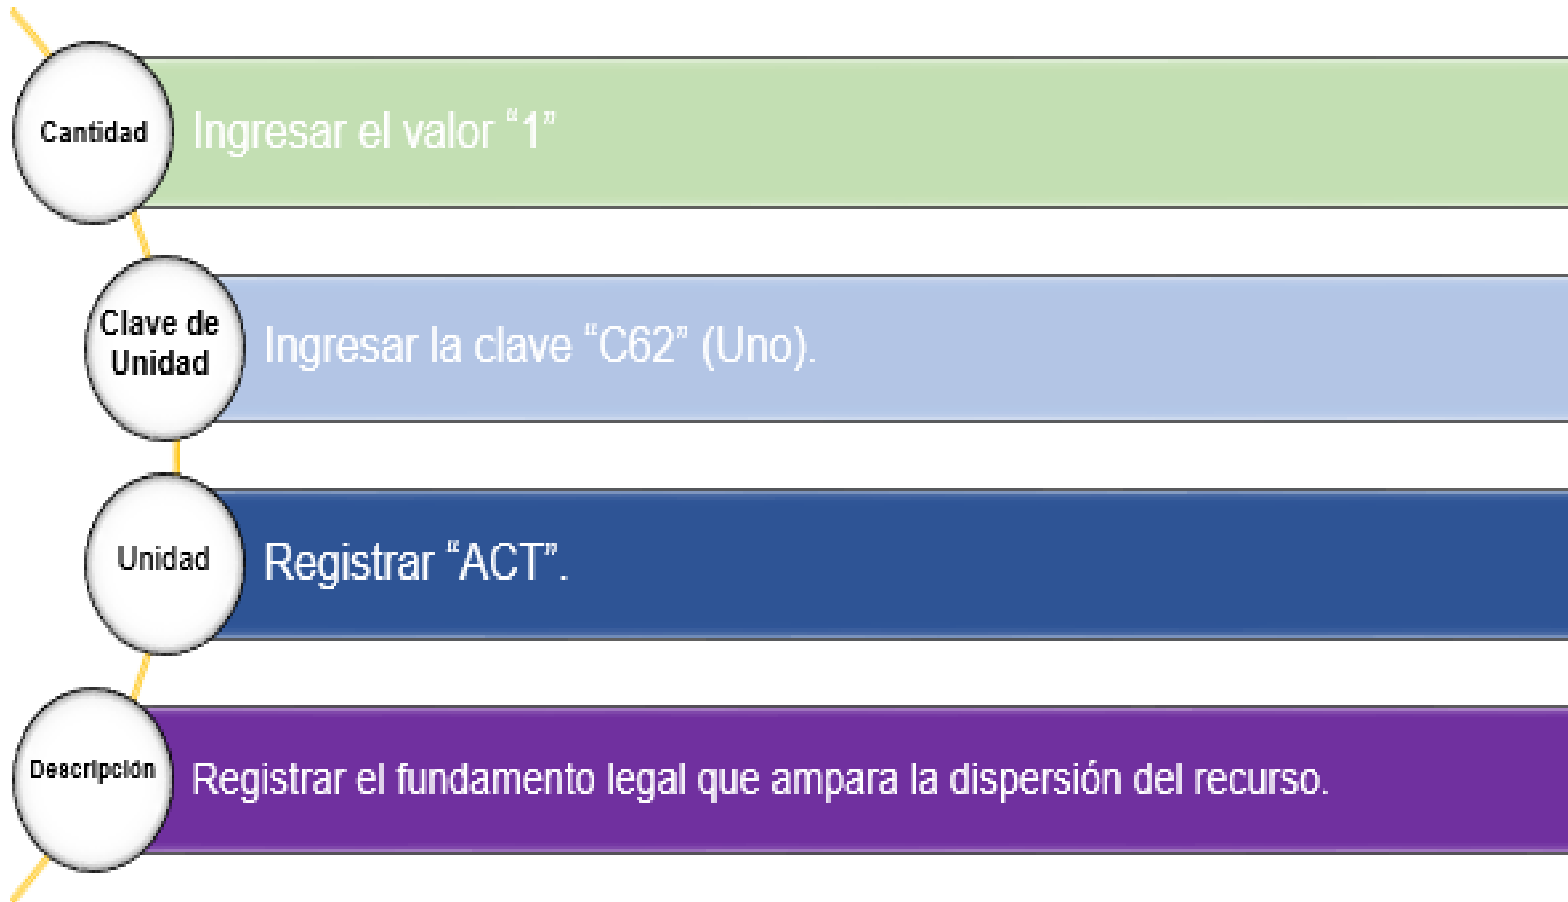 Cantidad
Ingresar el valor “1”
Clave de
Unidad
Ingresar la clave “C62” (Uno).
Unidad
Registrar “ACT”.
Descripción
Registrar el fundamento legal que ampara la dispersión del recurso.